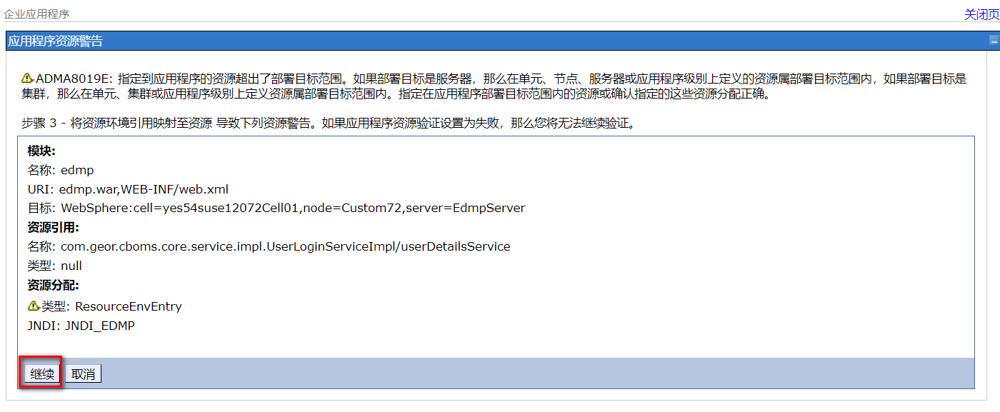 企业应用程序
关闭页
应用程序资源警告
ADMA8019E: 指定到应用程序的资源超出了部署目标范围。如果部署目标是服务器，那么在单元、节点、服务器或应用程序级别上定义的资源属部署目标范围内，如果部署目标是
集群，那么在单元、集群或应用程序级别上定义资源属部署目标范围内。指定在应用程序部署目标范围内的资源或确认指定的这些资源分配正确。
步骤 3 - 将资源环境引用映射至资源 导致下列资源警告。如果应用程序资源验证设置为失败，那么您将无法继续验证。
模块:
名称: edmp
URI: edmp.war,WEB-INF/web.xml
目标: WebSphere:cell=yes54suse12072Cell01,node=Custom72,server=EdmpServer
资源引用:
名称: com.geor.cboms.core.service.impl.UserLoginServiceImpl/userDetailsService
类型: null
资源分配:
类型: ResourceEnvEntry
JNDI: JNDI_EDMP
继续 取消